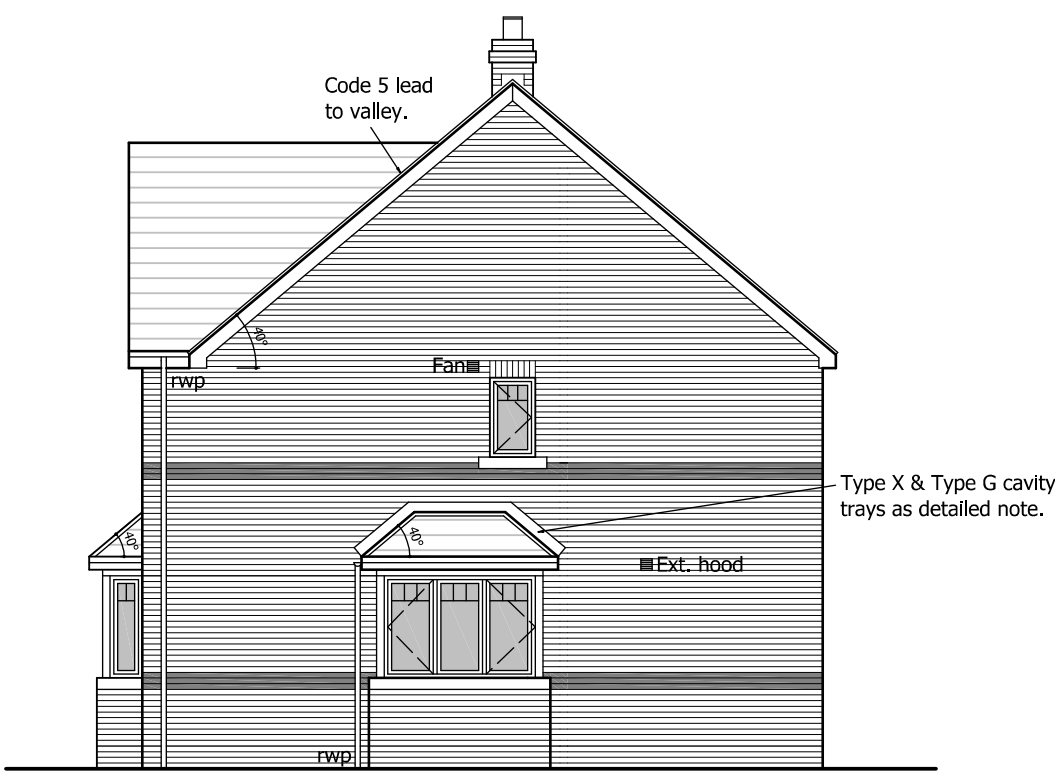 Code 5 lead
to valley.
40°
Fan
rwp
Type X & Type G cavity
trays as detailed note.
40°
40°
Ext. hood
rwp